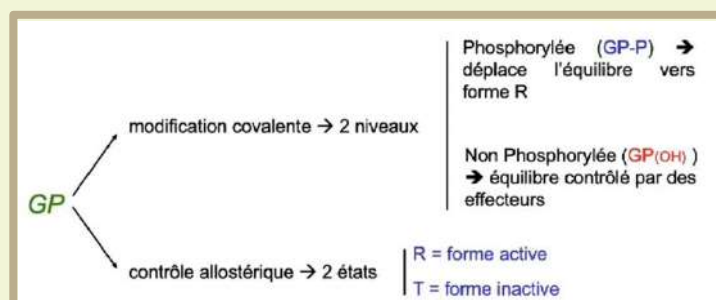 Phosphorylée (GP-P) ➔
déplace l'équilibre vers
forme R
modification covalente → 2 niveaux
Non Phosphorylée (GP(OH) )
➔ équilibre contrôlé par des
effecteurs
GP
contrôle allostérique → 2 états
R = forme active
T = forme inactive